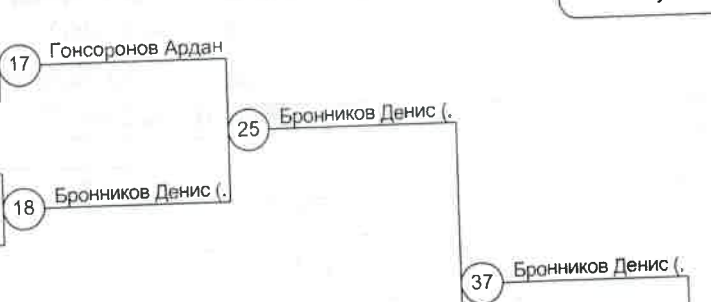 17 Гонсоронов Ардан
25 Бронников Денис (.
18 Бронников Денис (.
37 Бронников Денис (.